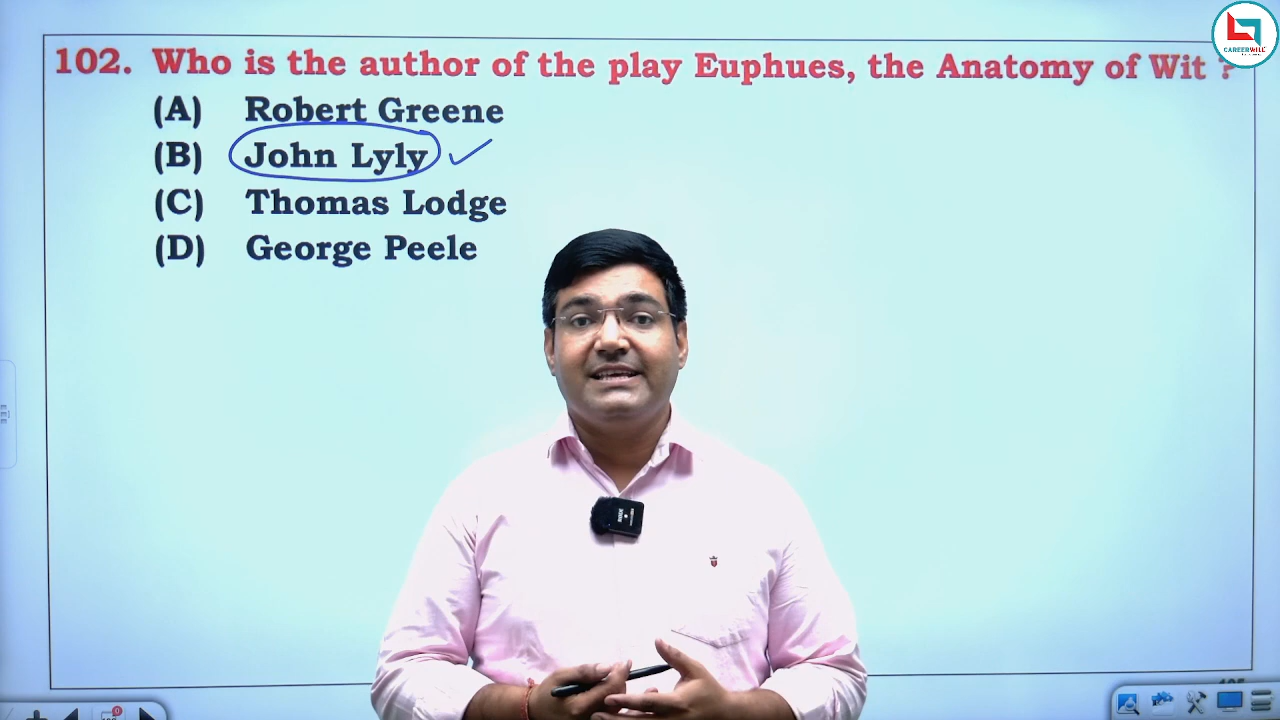 102. Who is the author of the play Euphues, the Anatomy of Wit ?
(A) Robert Greene
(B) John Lyly
(C) Thomas Lodge
(D) George Peele
CAREERWILL